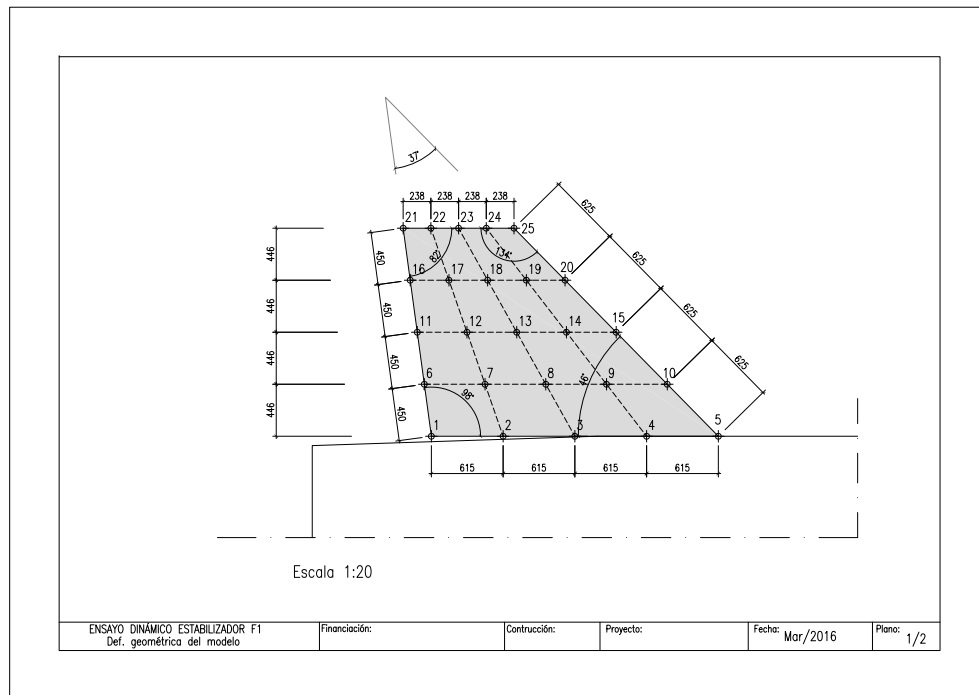 37°
238 238 238 238
21 22 23 24 25
625
446 450 82° 134°
16 17 18 19 20
625
446 450
11 12 13 14 15
625
446 450 46° 625
6 7 8 9 10
446 450 98°
1 2 3 4 5
615 615 615 615
Escala 1:20
ENSAYO DINÁMICO ESTABILIZADOR F1
Def. geométrica del modelo
Financiación:
Contrucción:
Proyecto:
Fecha: Mar/2016
Plano: 1/2